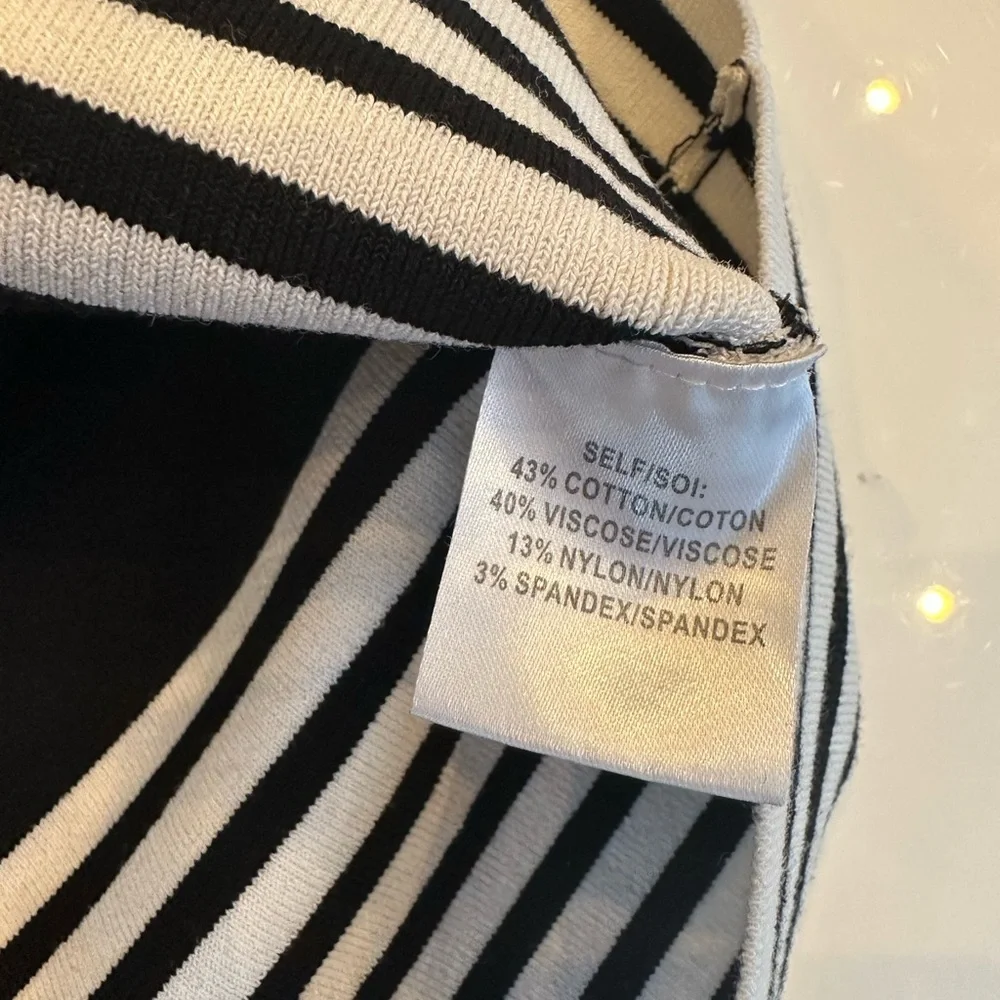 SELF/SOI:
43% COTTON/COTON
40% VISCOSE/VISCOSE
13% NYLON/NYLON
3% SPANDEX/SPANDEX